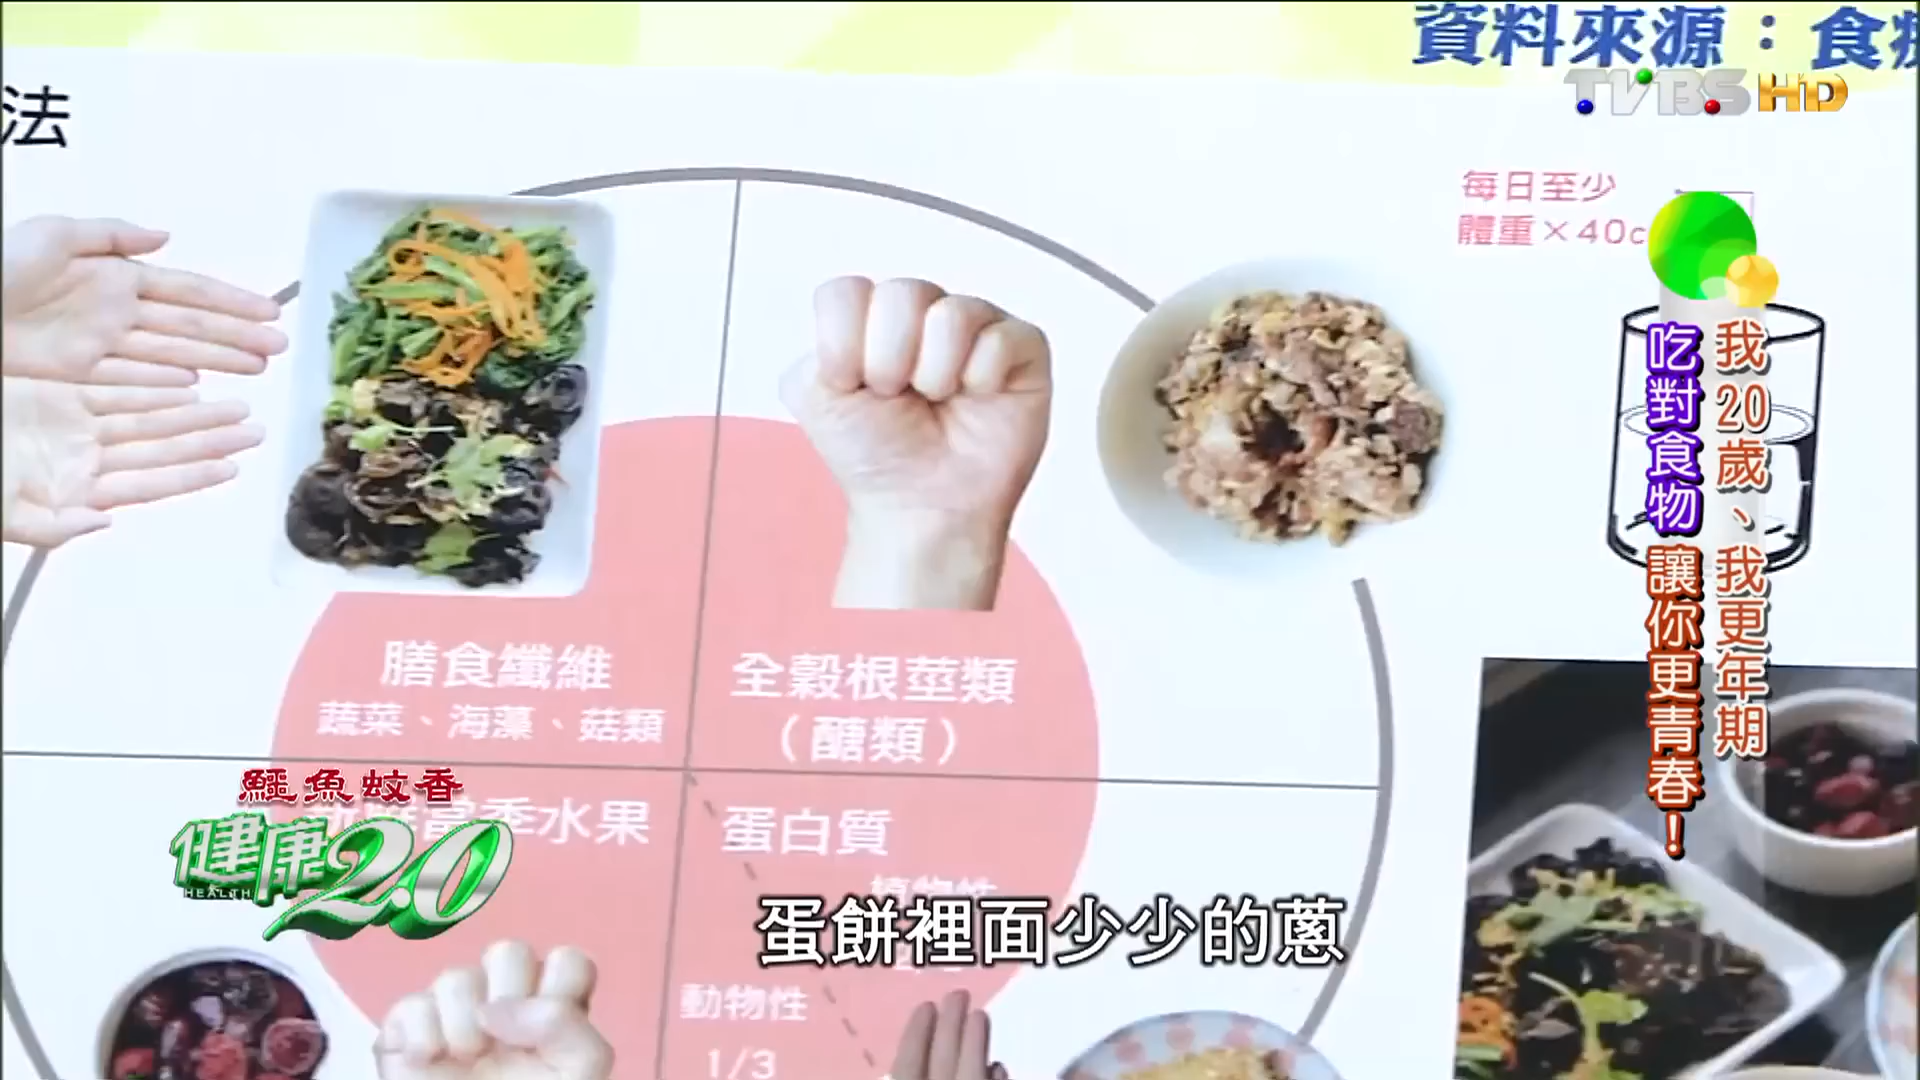 資料來源：食
TVBS HD
法
每日至少
體重×40c
我20歲、我更年期
吃對食物 讓你更青春！
膳食纖維
蔬菜、海藻、菇類
全穀根莖類
（醣類）
鱷魚蚊香
健康2.0
HEALTH
季水果
蛋白質
植物性
蛋餅裡面少少的蔥
動物性
1/3